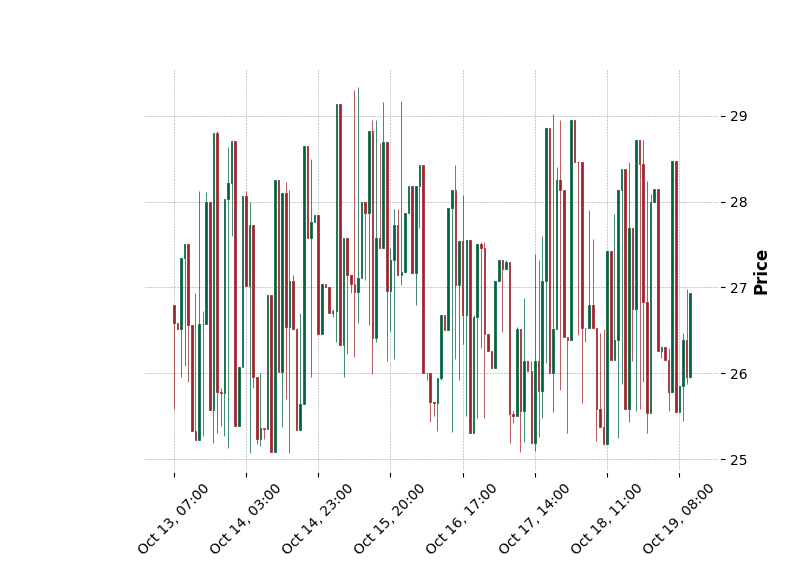 29
28
27
26
25
Price
Oct 13, 07:00
Oct 14, 03:00
Oct 14, 23:00
Oct 15, 20:00
Oct 16, 17:00
Oct 17, 14:00
Oct 18, 11:00
Oct 19, 08:00